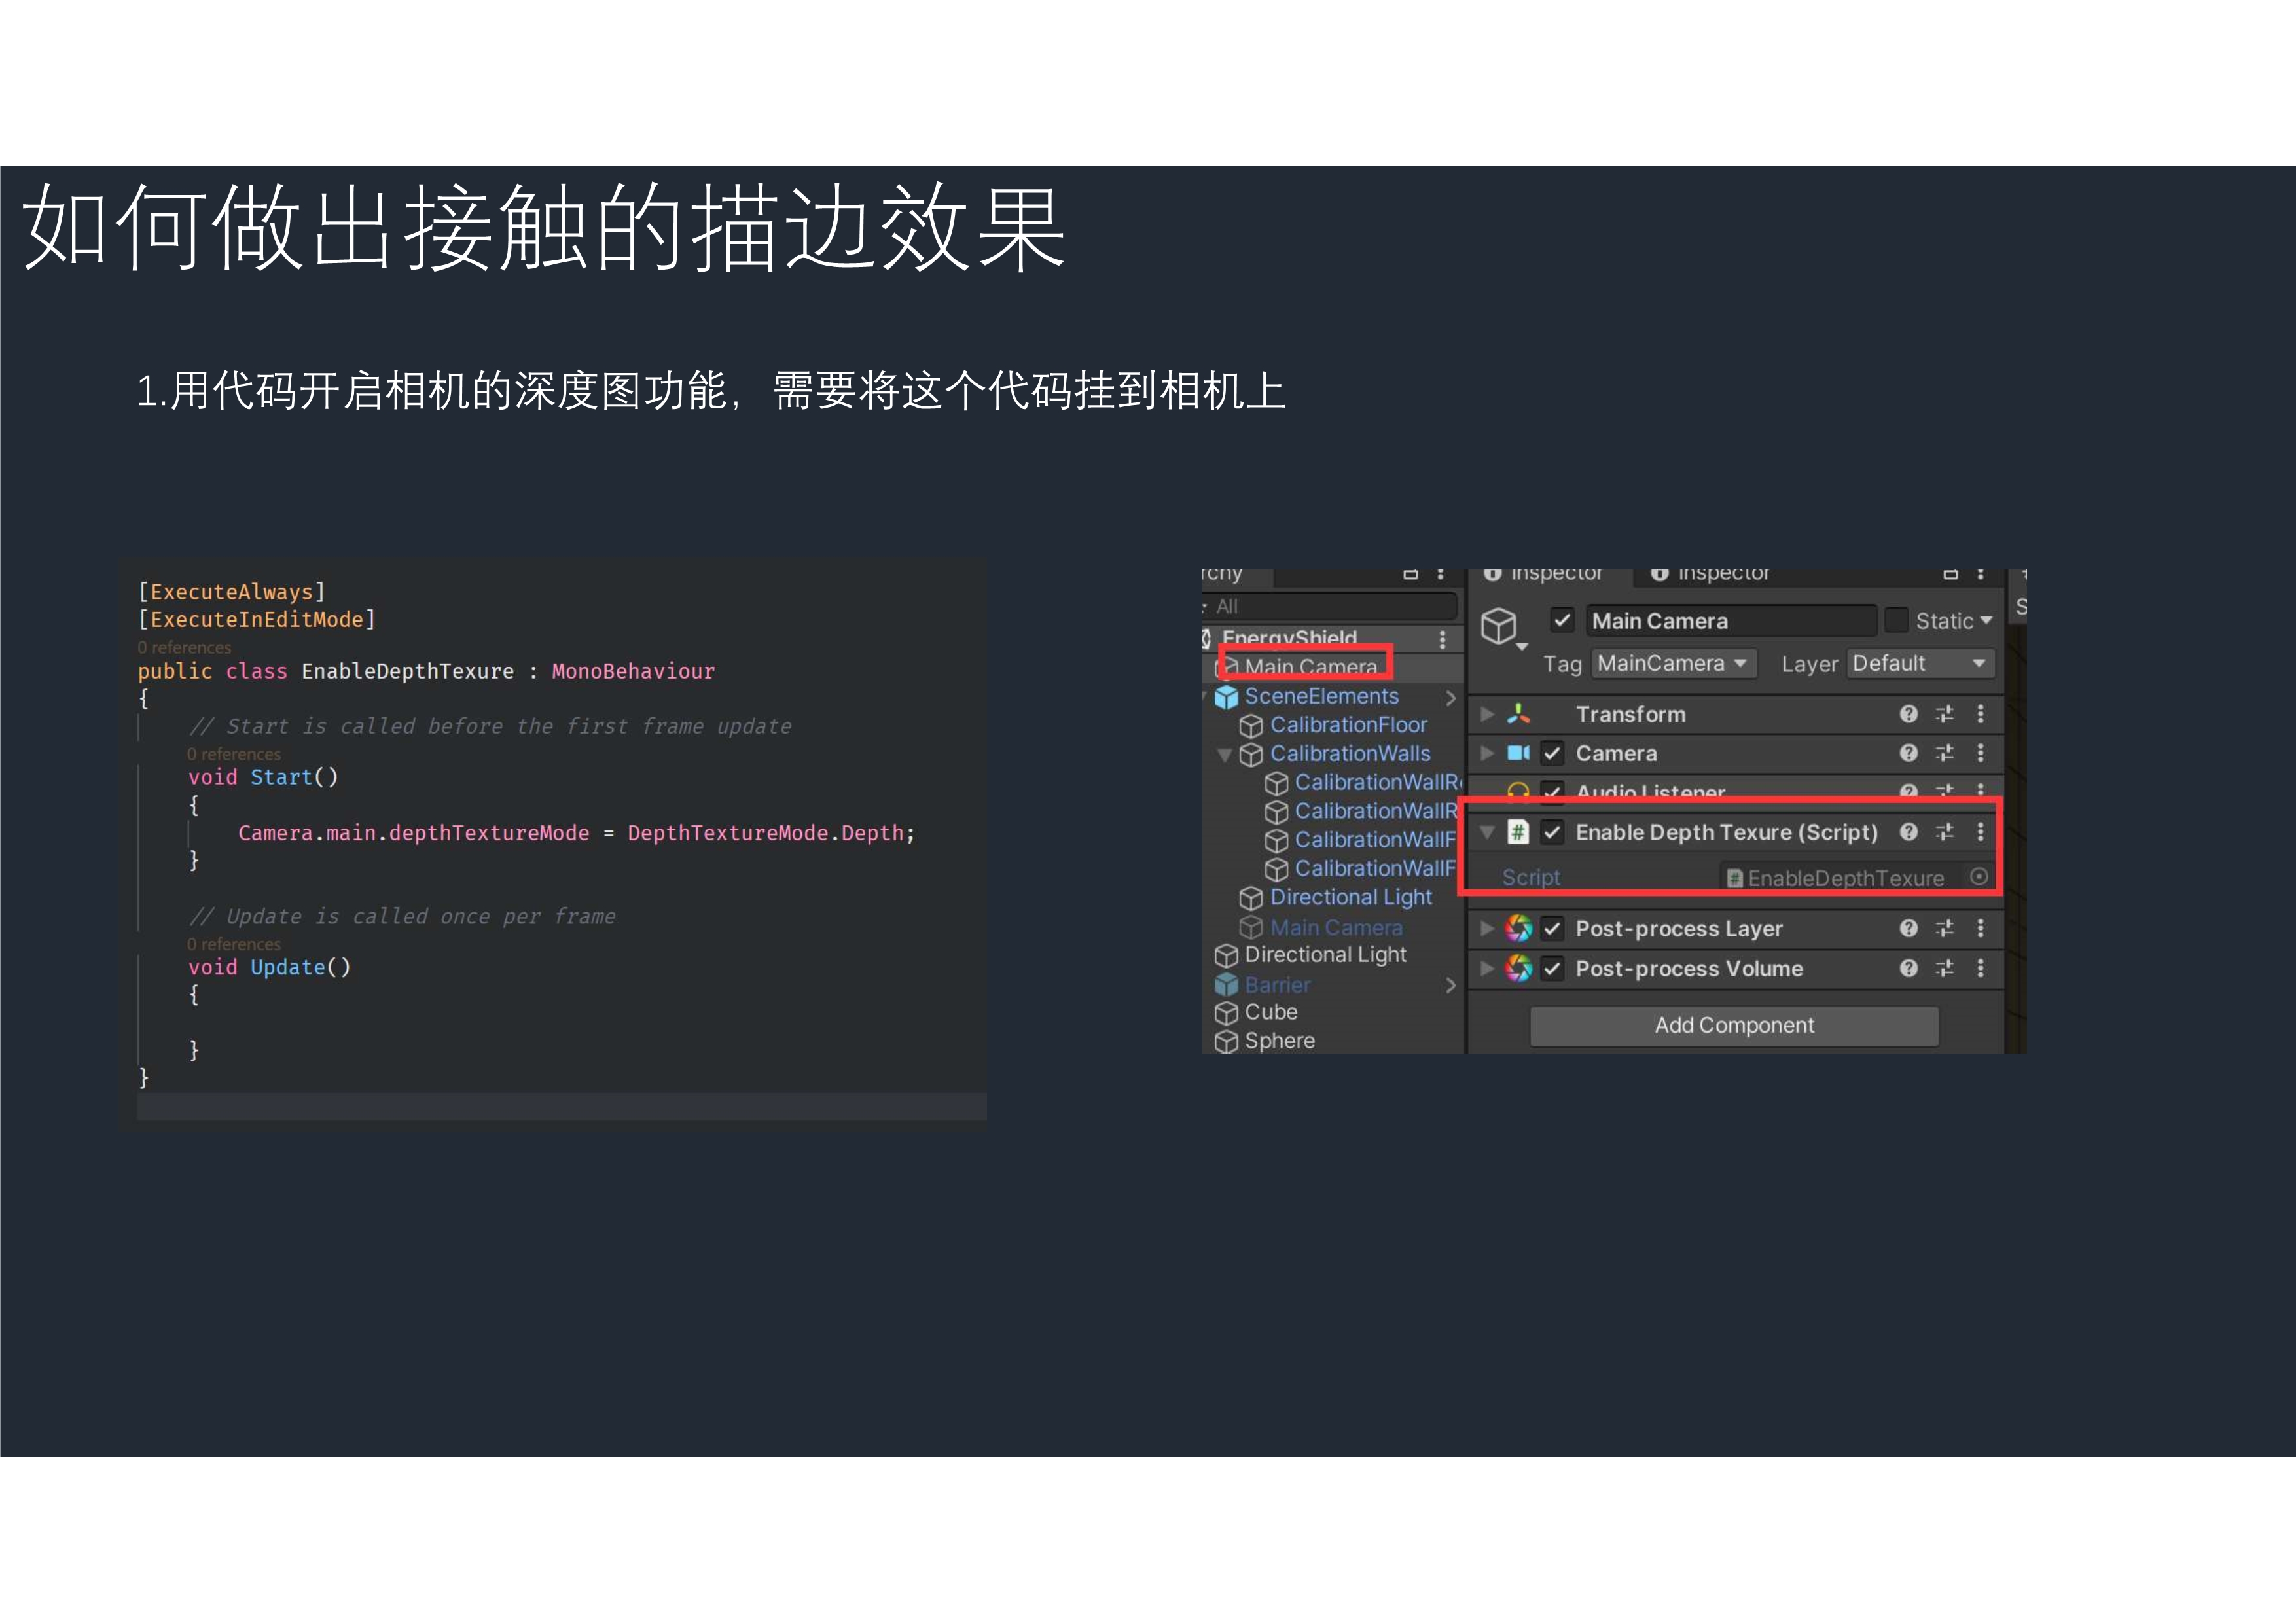 如何做出接触的描边效果
1.用代码开启相机的深度图功能，需要将这个代码挂到相机上
[ExecuteAlways]
[ExecuteInEditMode]
0 references
public class EnableDepthTexure : MonoBehaviour
{
// Start is called before the first frame update
0 references
void Start()
{
Camera.main.depthTextureMode = DepthTextureMode.Depth;
}
// Update is called once per frame
0 references
void Update()
{
}
}
rchy
All
EnergyShield
Main Camera
SceneElements
CalibrationFloor
CalibrationWalls
CalibrationWallR
CalibrationWallR
CalibrationWallF
CalibrationWallF
Directional Light
Main Camera
Directional Light
Barrier
Cube
Sphere
Inspector
Inspector
Main Camera
Static
Tag MainCamera
Layer Default
Transform
Camera
Audio Listener
# Enable Depth Texure (Script)
Script
# EnableDepthTexure
Post-process Layer
Post-process Volume
Add Component
S